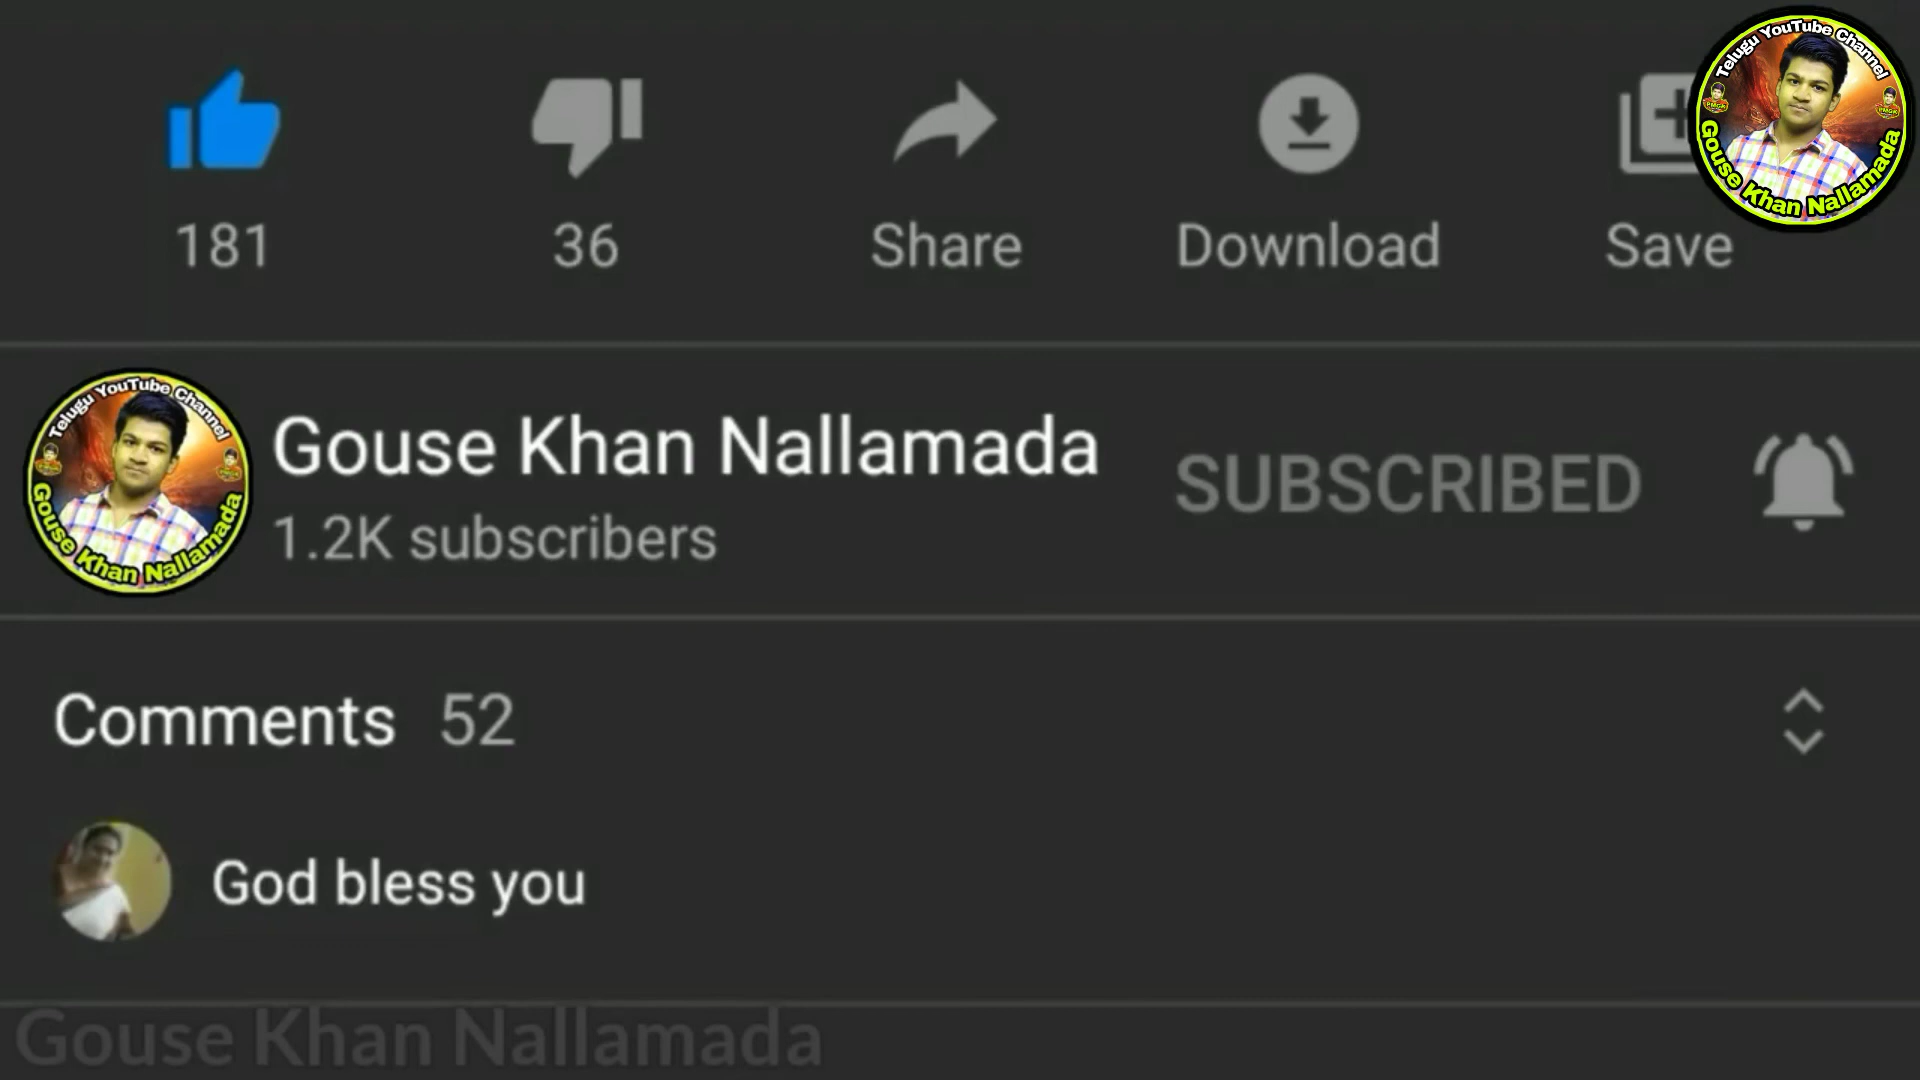 Telugu YouTube Channel
Gouse Khan Nallamada
181
36
Share
Download
Save
Telugu YouTube Channel
Gouse Khan Nallamada
Gouse Khan Nallamada
1.2K subscribers
SUBSCRIBED
Comments 52
God bless you
Gouse Khan Nallamada